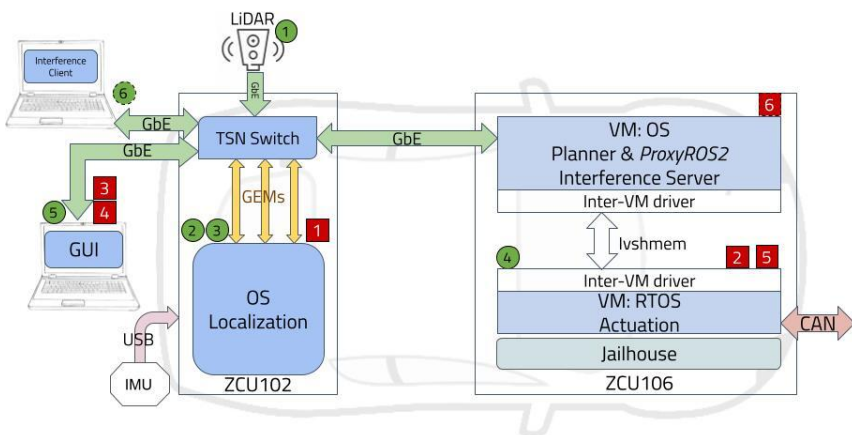 LiDAR
1
Interference
Client
6
GbE
GbE
TSN Switch
GbE
GbE
6
VM: OS
Planner & ProxyROS2
Interference Server
Inter-VM driver
GbE
3
4
5
GUI
GEMs
2
3
1
Ivshmem
4
2
5
OS
Localization
Inter-VM driver
VM: RTOS
Actuation
CAN
USB
IMU
Jailhouse
ZCU102
ZCU106